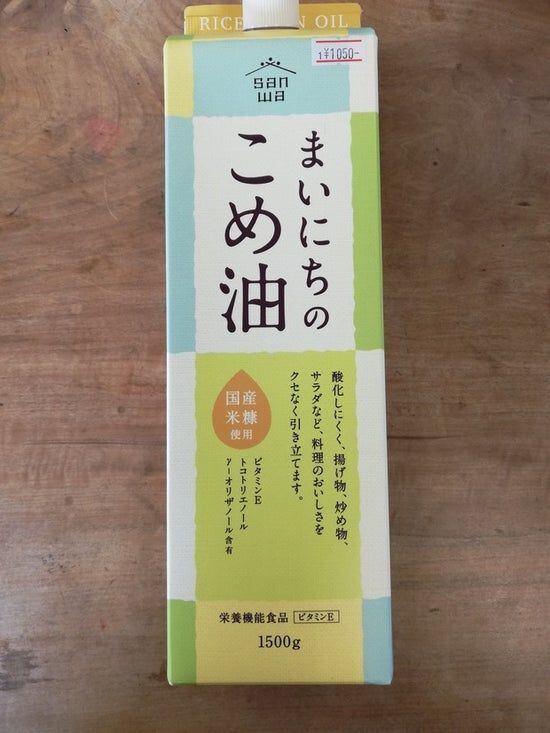 RICE BRAN OIL
1¥1050-
san
wa
まいにちの
こめ油
酸化しにくく、揚げ物、炒め物、
サラダなど、料理のおいしさを
クセなく引き立てます。
国産
米糠
使用
ビタミンE
トコトリエノール
γ-オリザノール含有
栄養機能食品 ビタミンE
1500g